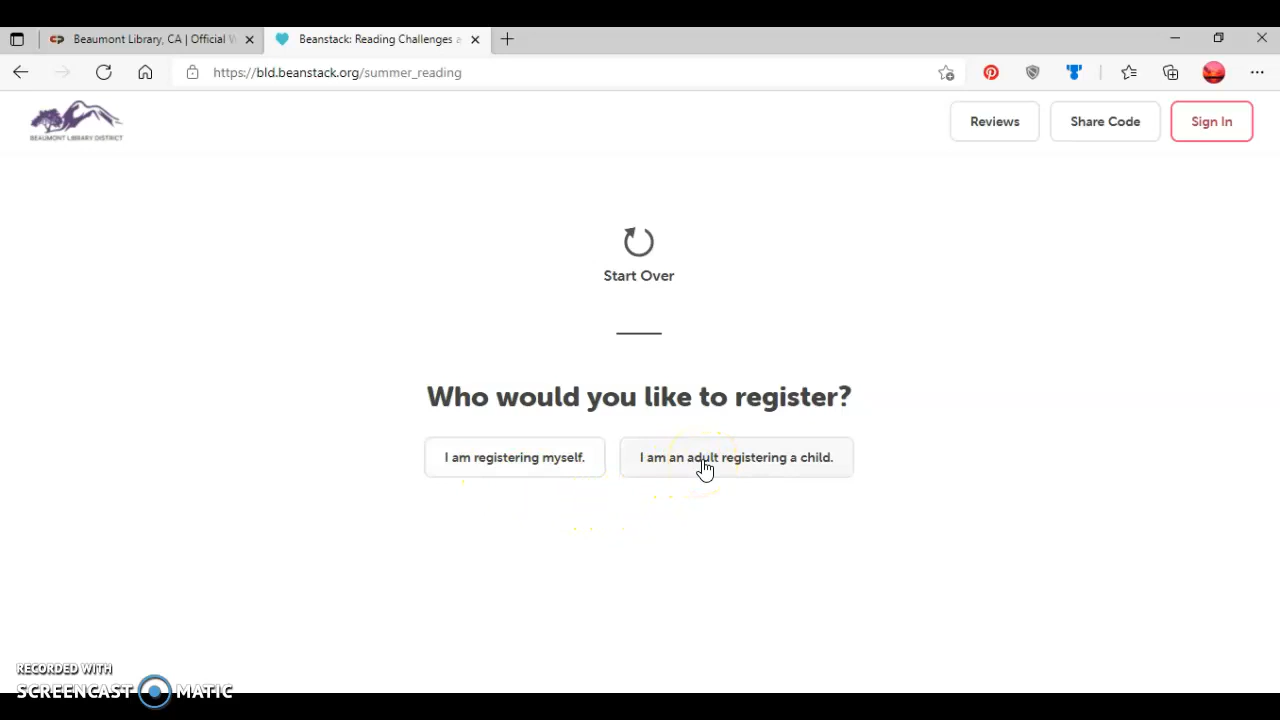 Beaumont Library, CA | Official W
Beanstack: Reading Challenges a
https://bld.beanstack.org/summer_reading
BEAUMONT LIBRARY DISTRICT
Reviews
Share Code
Sign In
Start Over
Who would you like to register?
I am registering myself.
I am an adult registering a child.
RECORDED WITH
SCREENCAST MATIC